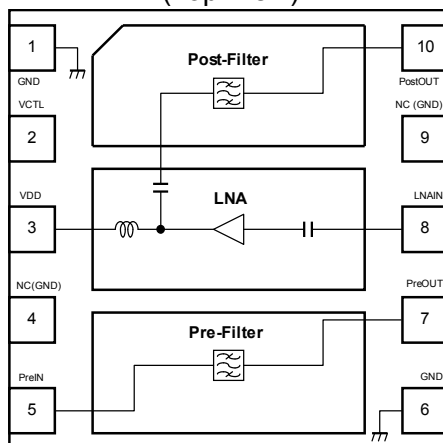 1
GND
VCTL
2
VDD
3
NC(GND)
4
PreIN
5
Post-Filter
LNA
Pre-Filter
10
PostOUT
NC (GND)
9
LNAIN
8
PreOUT
7
GND
6